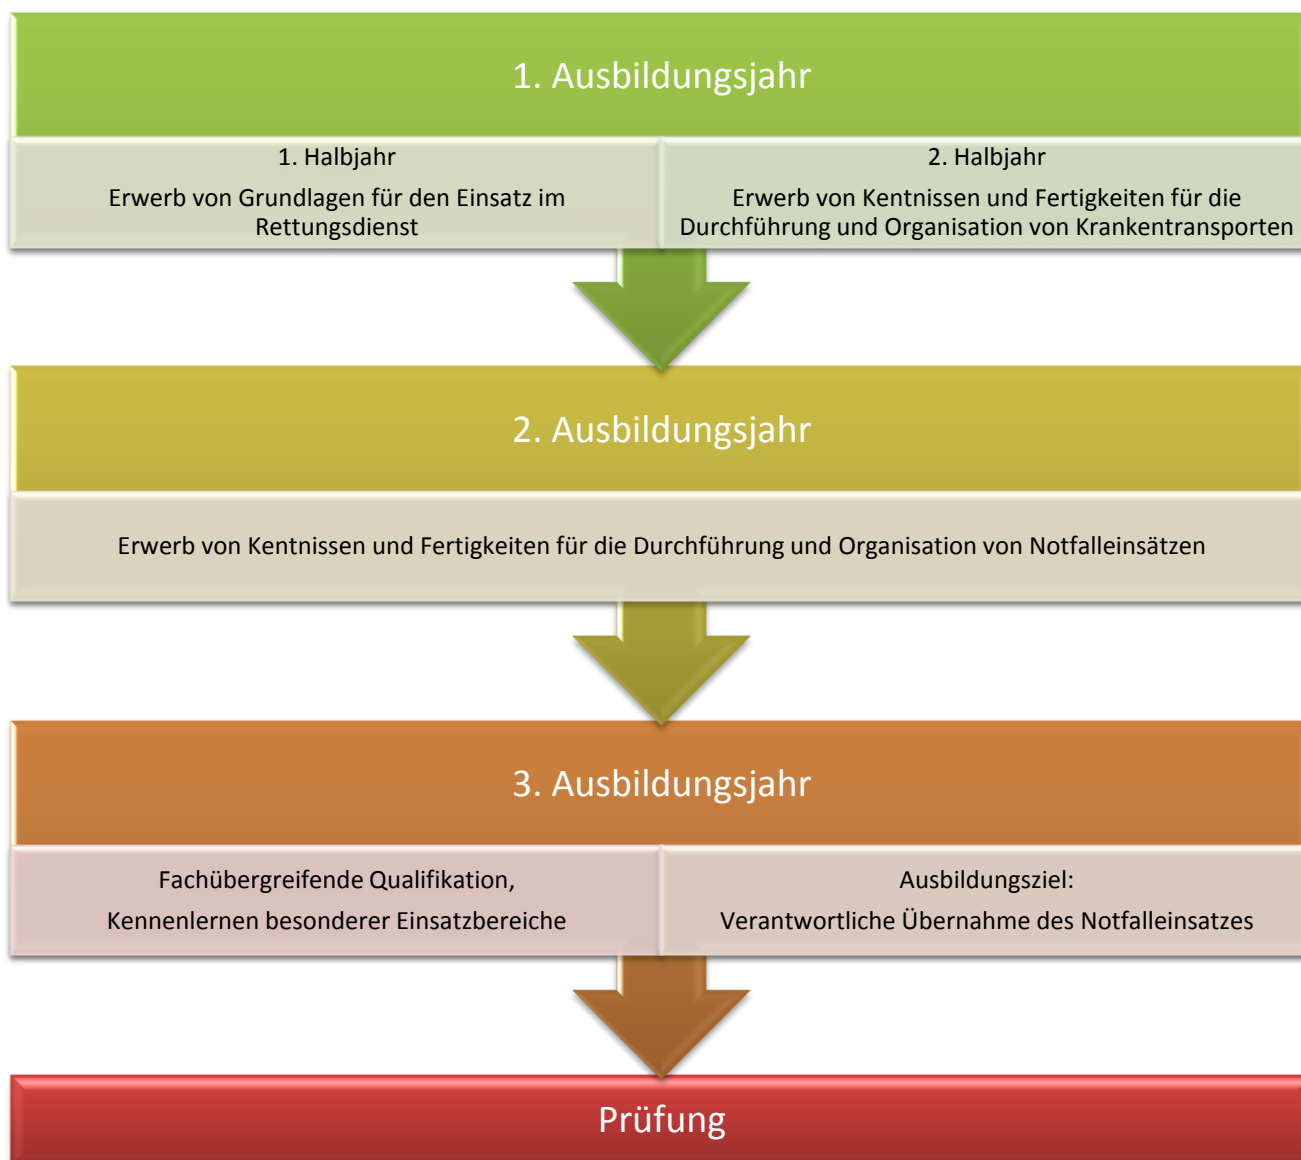 1. Ausbildungsjahr
1. Halbjahr
Erwerb von Grundlagen für den Einsatz im
Rettungsdienst
2. Halbjahr
Erwerb von Kentnissen und Fertigkeiten für die
Durchführung und Organisation von Krankentransporten
2. Ausbildungsjahr
Erwerb von Kentnissen und Fertigkeiten für die Durchführung und Organisation von Notfalleinsätzen
3. Ausbildungsjahr
Fachübergreifende Qualifikation,
Kennenlernen besonderer Einsatzbereiche
Ausbildungsziel:
Verantwortliche Übernahme des Notfalleinsatzes
Prüfung